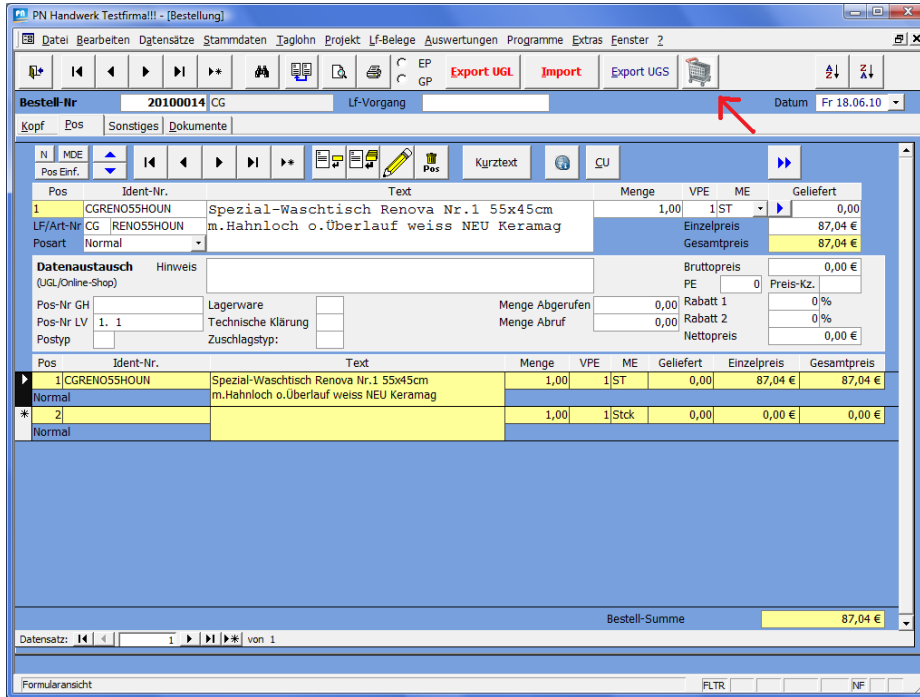 PN Handwerk Testfirma!!! - [Bestellung]
Datei Bearbeiten Datensätze Stammdaten Taglohn Projekt Lf-Belege Auswertungen Programme Extras Fenster ?
EP
GP
Export UGL Import Export UGS
Bestell-Nr 20100014 CG Lf-Vorgang Datum Fr 18.06.10
Kopf Pos Sonstiges Dokumente
N MDE
Pos Einf. Pos Kurztext CU
Pos Ident-Nr. Text Menge VPE ME Geliefert
1 CGRENO55HOUN Spezial-Waschtisch Renova Nr.1 55x45cm 1,00 1 ST 0,00
LF/Art-Nr CG RENO55HOUN m.Hahnloch o.Überlauf weiss NEU Keramag Einzelpreis 87,04 €
Posart Normal Gesamtpreis 87,04 €
Datenaustausch Hinweis Bruttopreis 0,00 €
(UGL/Online-Shop) PE 0 Preis-Kz.
Pos-Nr GH Lagerware Menge Abgerufen 0,00 Rabatt 1 0 %
Pos-Nr LV 1. 1 Technische Klärung Menge Abruf 0,00 Rabatt 2 0 %
Postyp Zuschlagstyp: Nettopreis 0,00 €
Pos Ident-Nr. Text Menge VPE ME Geliefert Einzelpreis Gesamtpreis
1 CGRENO55HOUN Spezial-Waschtisch Renova Nr.1 55x45cm 1,00 1 ST 0,00 87,04 € 87,04 €
Normal m.Hahnloch o.Überlauf weiss NEU Keramag
2 1,00 1 Stck 0,00 0,00 € 0,00 €
Normal
Bestell-Summe 87,04 €
Datensatz: 1 von 1
Formularansicht FLTR NF